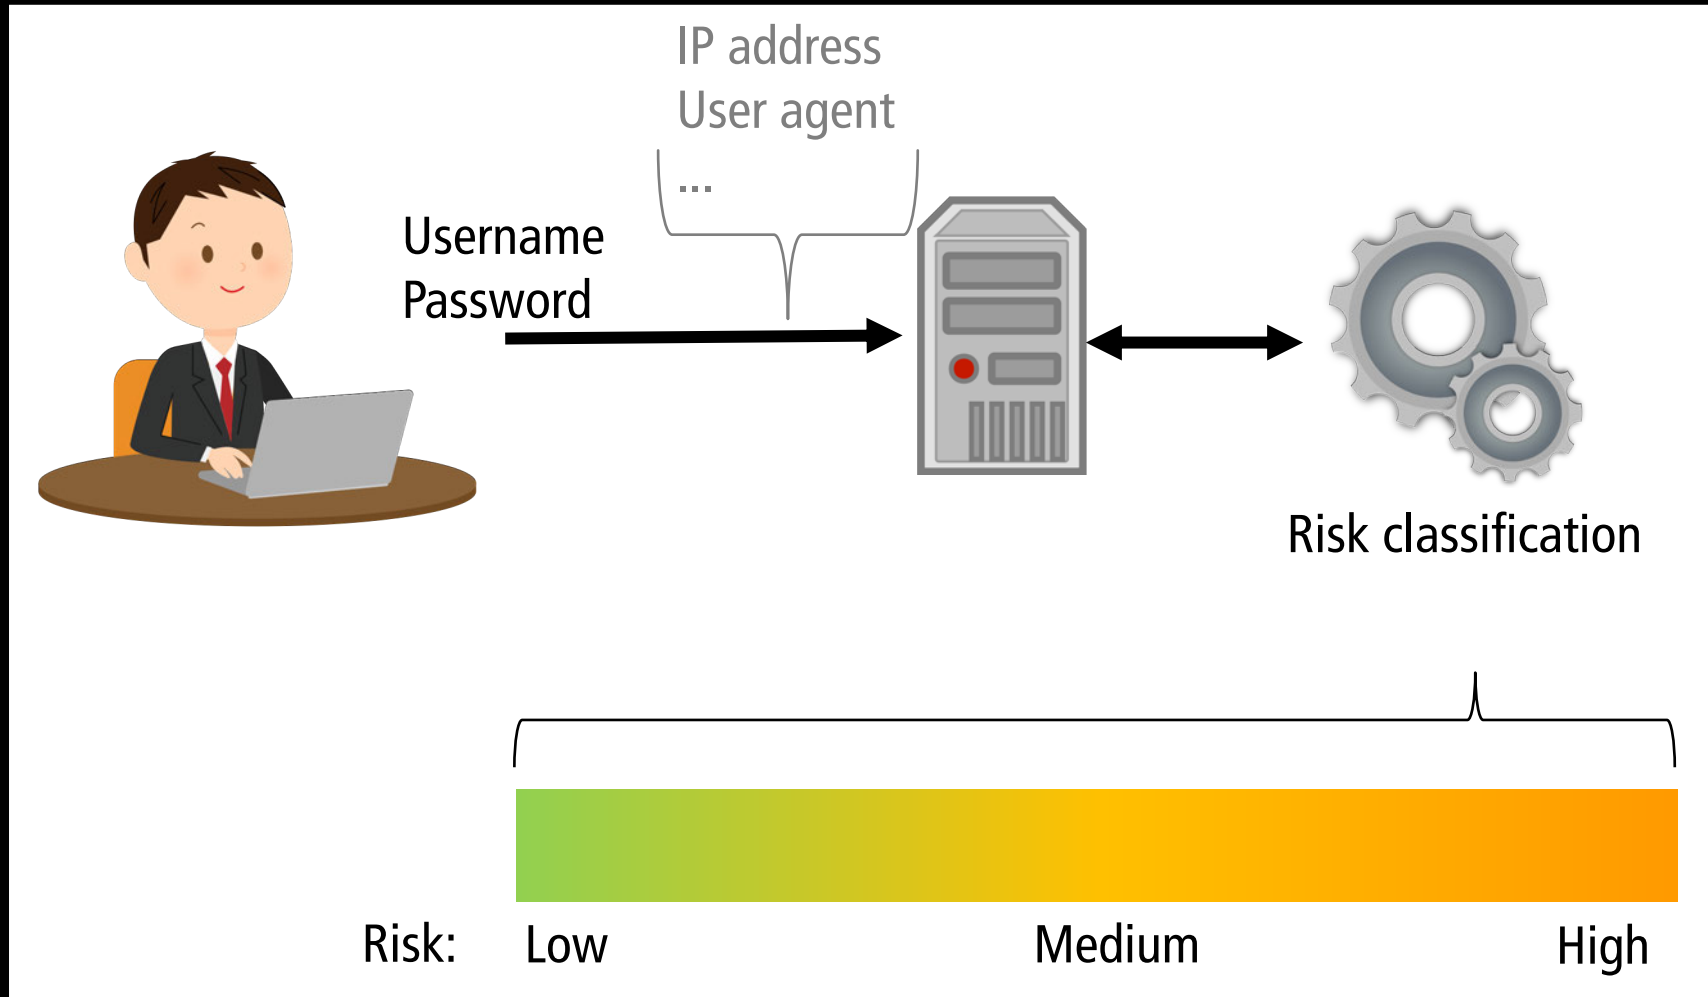 IP address
User agent
...
Username
Password
Risk classification
Risk: Low Medium High